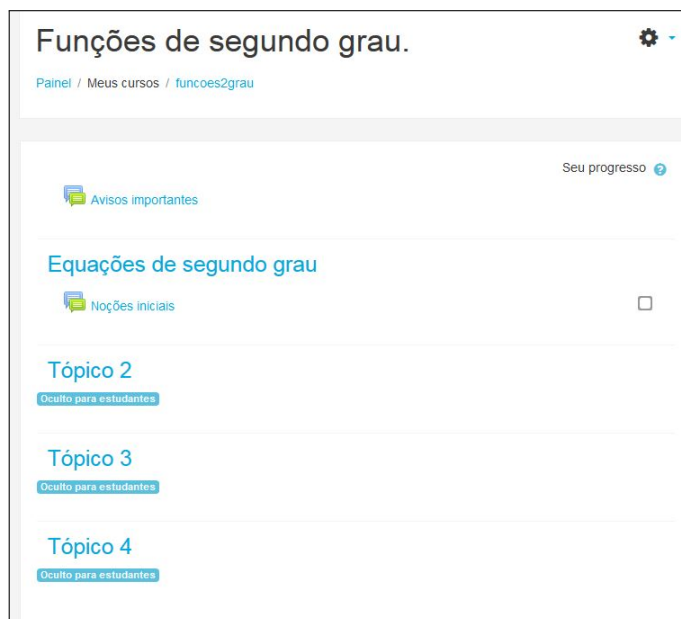 Funções de segundo grau.
Painel / Meus cursos / funcoes2grau
Seu progresso
Avisos importantes
Equações de segundo grau
Noções iniciais
Tópico 2
Oculto para estudantes
Tópico 3
Oculto para estudantes
Tópico 4
Oculto para estudantes